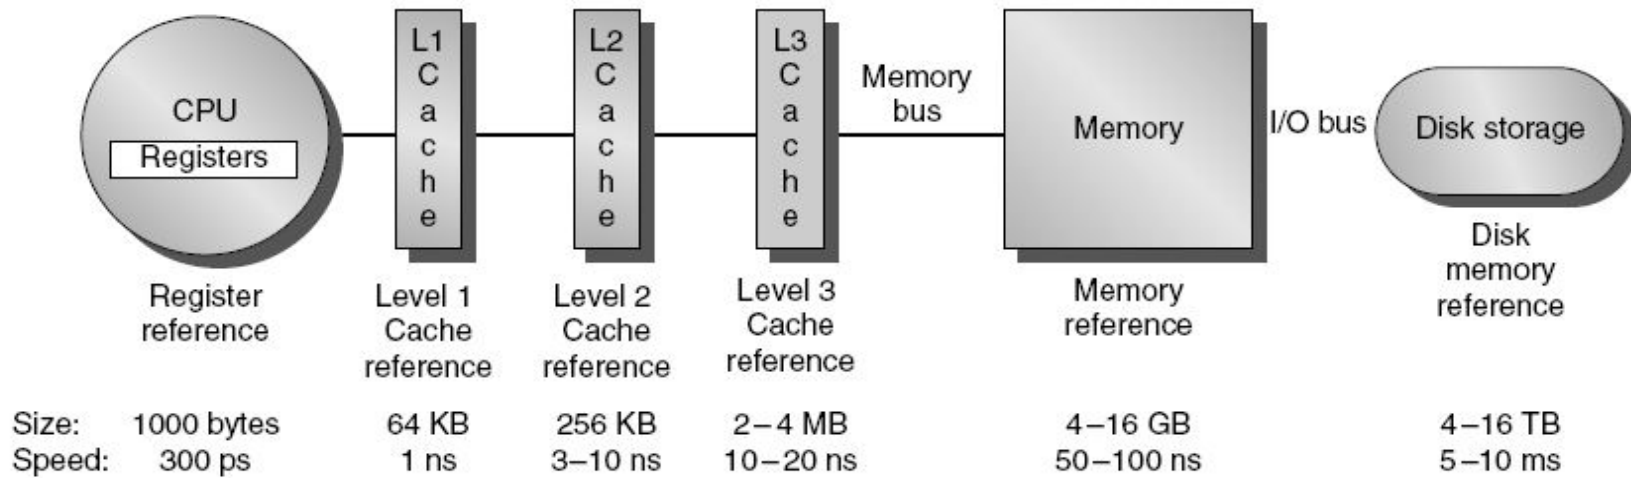 CPU
Registers
L1
C
a
c
h
e
L2
C
a
c
h
e
L3
C
a
c
h
e
Memory
bus
Memory
I/O bus
Disk storage
Register
reference
Level 1
Cache
reference
Level 2
Cache
reference
Level 3
Cache
reference
Memory
reference
Disk
memory
reference
Size: 1000 bytes 64 KB 256 KB 2–4 MB 4–16 GB 4–16 TB
Speed: 300 ps 1 ns 3–10 ns 10–20 ns 50–100 ns 5–10 ms